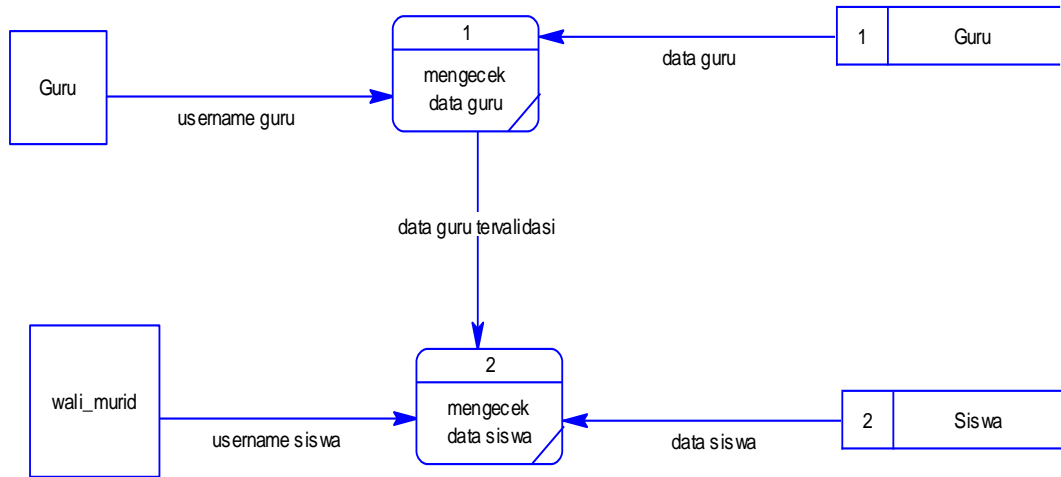 1
mengecek
data guru
Guru
username guru
data guru
1 Guru
data guru tervalidasi
2
mengecek
data siswa
wali_murid
username siswa
data siswa
2 Siswa